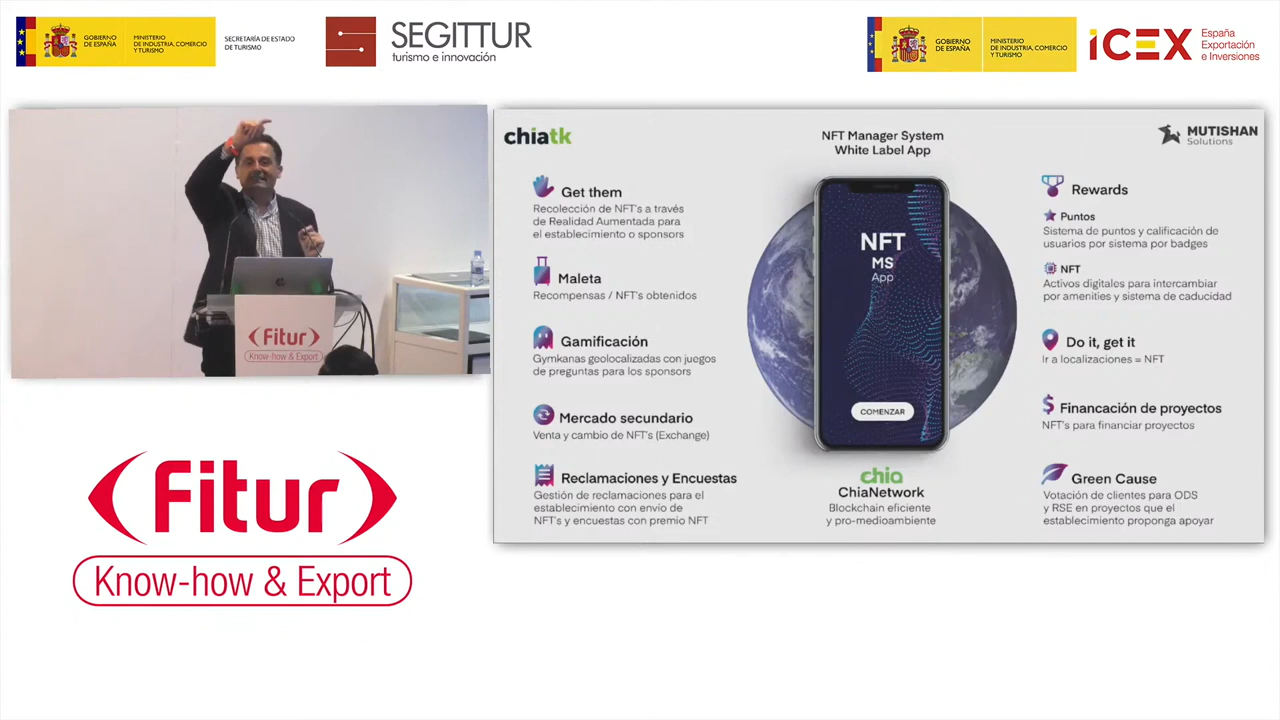 GOBIERNO
DE ESPAÑA
MINISTERIO
DE INDUSTRIA, COMERCIO
Y TURISMO
SECRETARÍA DE ESTADO
DE TURISMO
SEGITTUR
turismo e innovación
GOBIERNO
DE ESPAÑA
MINISTERIO
DE INDUSTRIA, COMERCIO
Y TURISMO
iCEX
España
Exportación
e Inversiones
Fitur
Know-how & Export
Fitur
Know-how & Export
chiatk
NFT Manager System
White Label App
MUTISHAN
Solutions
Get them
Recolección de NFT's a través
de Realidad Aumentada para
el establecimiento o sponsors
Maleta
Recompensas / NFT's obtenidos
Gamificación
Gymkanas geolocalizadas con juegos
de preguntas para los sponsors
Mercado secundario
Venta y cambio de NFT's (Exchange)
Reclamaciones y Encuestas
Gestión de reclamaciones para el
establecimiento con envío de
NFT's y encuestas con premio NFT
NFT
MS
App
COMENZAR
chia
ChiaNetwork
Blockchain eficiente
y pro-medioambiente
Rewards
Puntos
Sistema de puntos y calificación de
usuarios por sistema por badges
NFT
Activos digitales para intercambiar
por amenities y sistema de caducidad
Do it, get it
Ir a localizaciones = NFT
Financación de proyectos
NFT's para financiar proyectos
Green Cause
Votación de clientes para ODS
y RSE en proyectos que el
establecimiento proponga apoyar